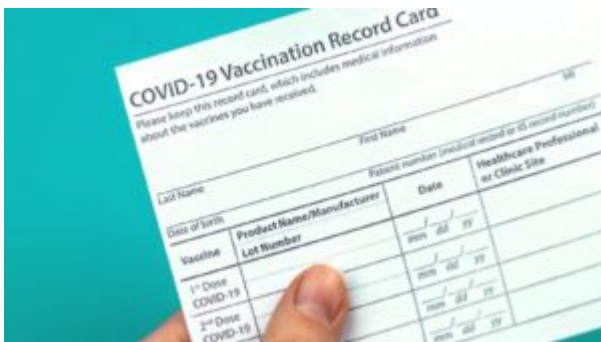 COVID-19 Vaccination Record Card
Please keep this record card, which includes medical information
about the vaccines you have received.
Last Name First Name MI
Date of birth Patient number (medical record or IIS record number)
Vaccine Product Name/Manufacturer Date Healthcare Professional
Lot Number or Clinic Site
1st Dose
COVID-19
mm dd yy
2nd Dose
COVID-19
mm dd yy
mm dd yy
mm dd yy